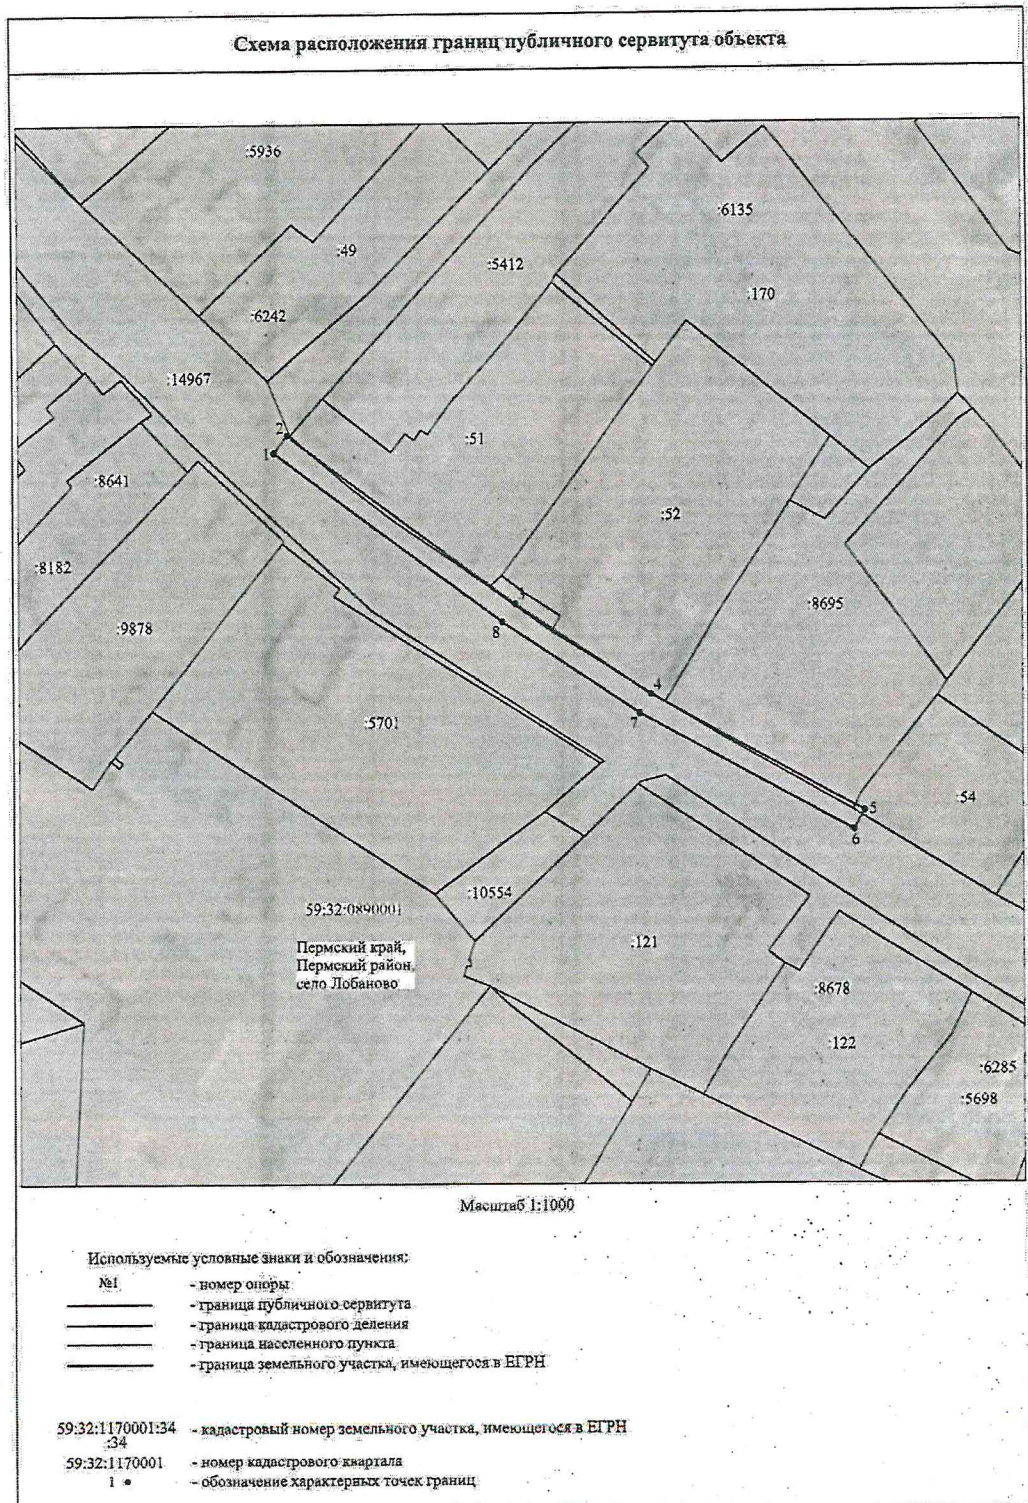 Схема расположения границ публичного сервитута объекта
:5936
:6135
:49
:5412
:170
:6242
:14967
2
:51
1
:8641
:52
:8182
3
:8695
:9878
8
4
:5701
7
:54
5
6
:10554
59:32:0890001
:121
Пермский край,
Пермский район,
село Лобаново
:8678
:122
:6285
:5698
Масштаб 1:1000
Используемые условные знаки и обозначения:
№1 - номер опоры
- граница публичного сервитута
- граница кадастрового деления
- граница населенного пункта
- граница земельного участка, имеющегося в ЕГРН
59:32:1170001:34 - кадастровый номер земельного участка, имеющегося в ЕГРН
:34
59:32:1170001 - номер кадастрового квартала
1 • - обозначение характерных точек границ